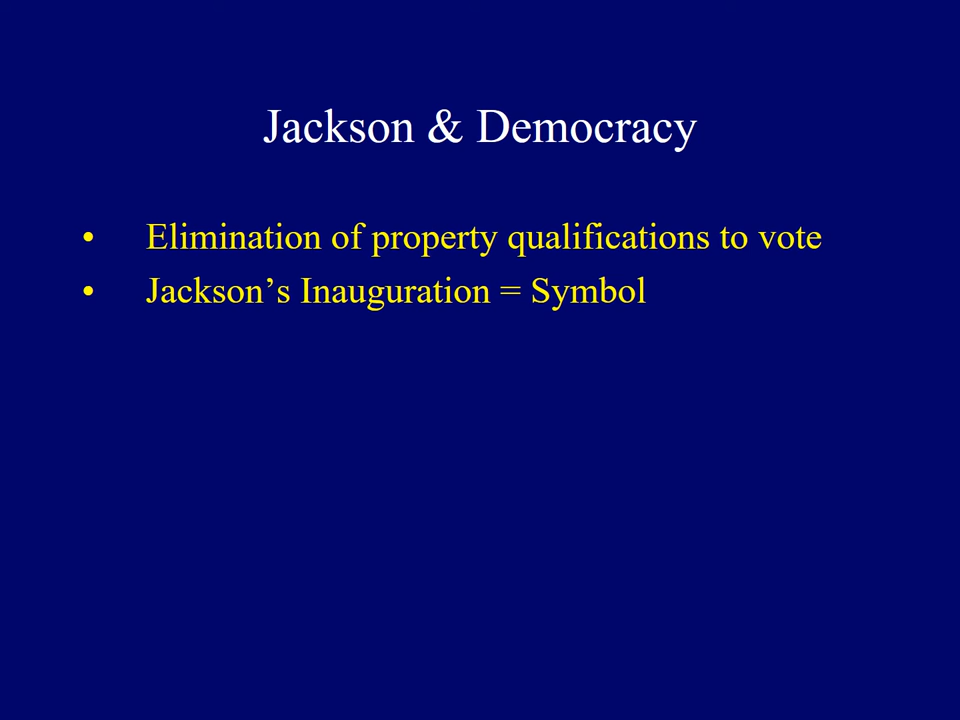 Jackson & Democracy
• Elimination of property qualifications to vote
• Jackson’s Inauguration = Symbol